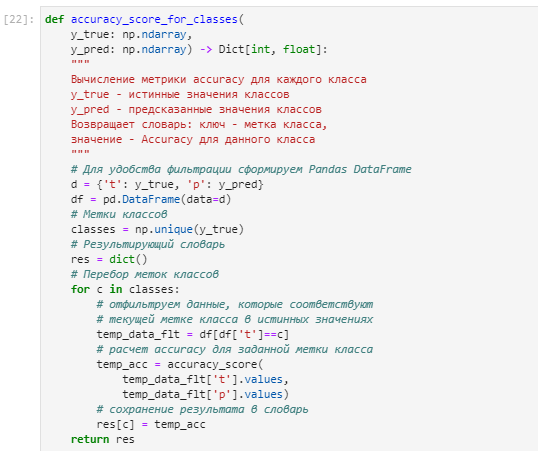 [22]: def accuracy_score_for_classes(
    y_true: np.ndarray,
    y_pred: np.ndarray) -> Dict[int, float]:
    """
    Вычисление метрики accuracy для каждого класса
    y_true - истинные значения классов
    y_pred - предсказанные значения классов
    Возвращает словарь: ключ - метка класса,
    значение - Accuracy для данного класса
    """
    # Для удобства фильтрации сформируем Pandas DataFrame
    d = {'t': y_true, 'p': y_pred}
    df = pd.DataFrame(data=d)
    # Метки классов
    classes = np.unique(y_true)
    # Результирующий словарь
    res = dict()
    # Перебор меток классов
    for c in classes:
        # отфильтруем данные, которые соответствуют
        # текущей метке класса в истинных значениях
        temp_data_flt = df[df['t']==c]
        # расчет accuracy для заданной метки класса
        temp_acc = accuracy_score(
            temp_data_flt['t'].values,
            temp_data_flt['p'].values)
        # сохранение результата в словарь
        res[c] = temp_acc
    return res